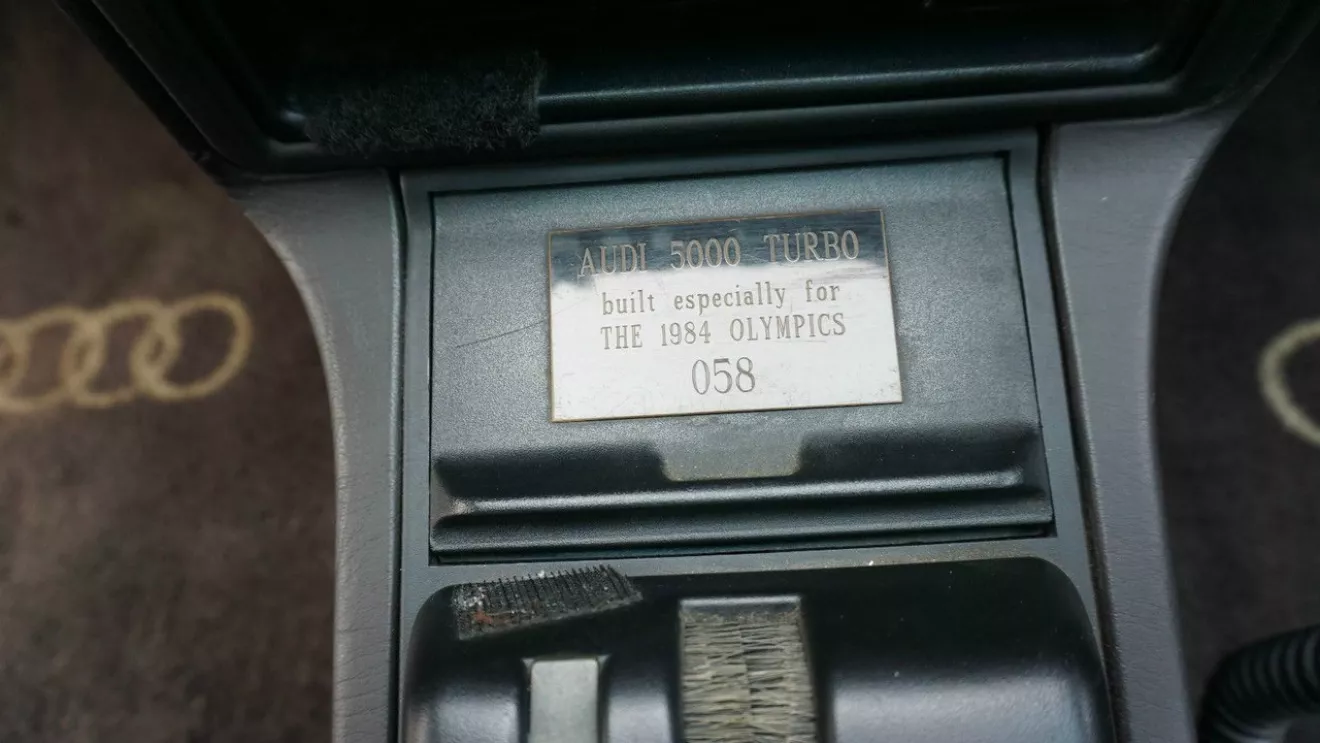 AUDI 5000 TURBO
built especially for
THE 1984 OLYMPICS
058